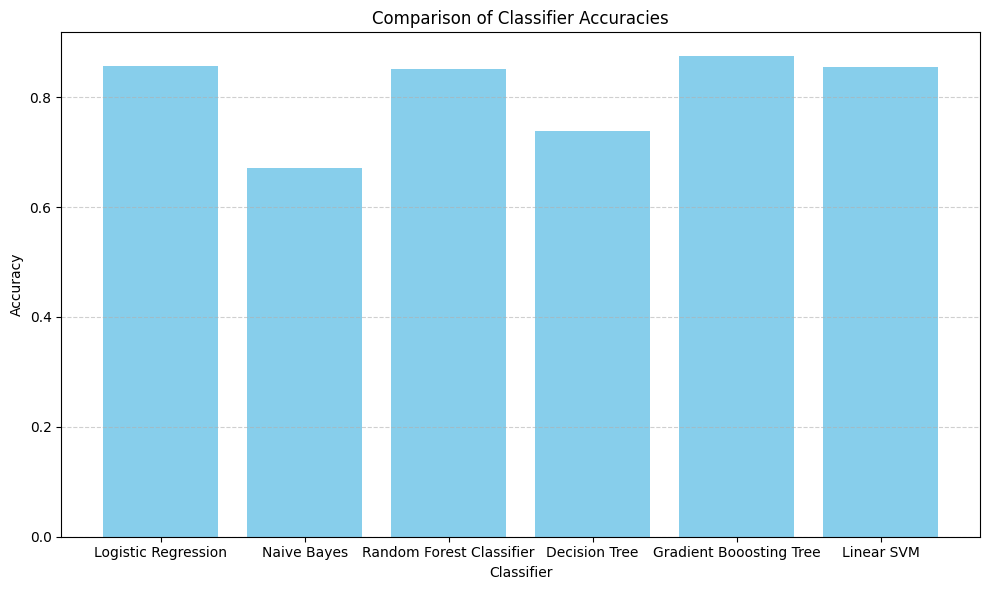 Comparison of Classifier Accuracies
Accuracy
0.8
0.6
0.4
0.2
0.0
Logistic Regression
Naive Bayes
Random Forest Classifier
Decision Tree
Gradient Booosting Tree
Linear SVM
Classifier